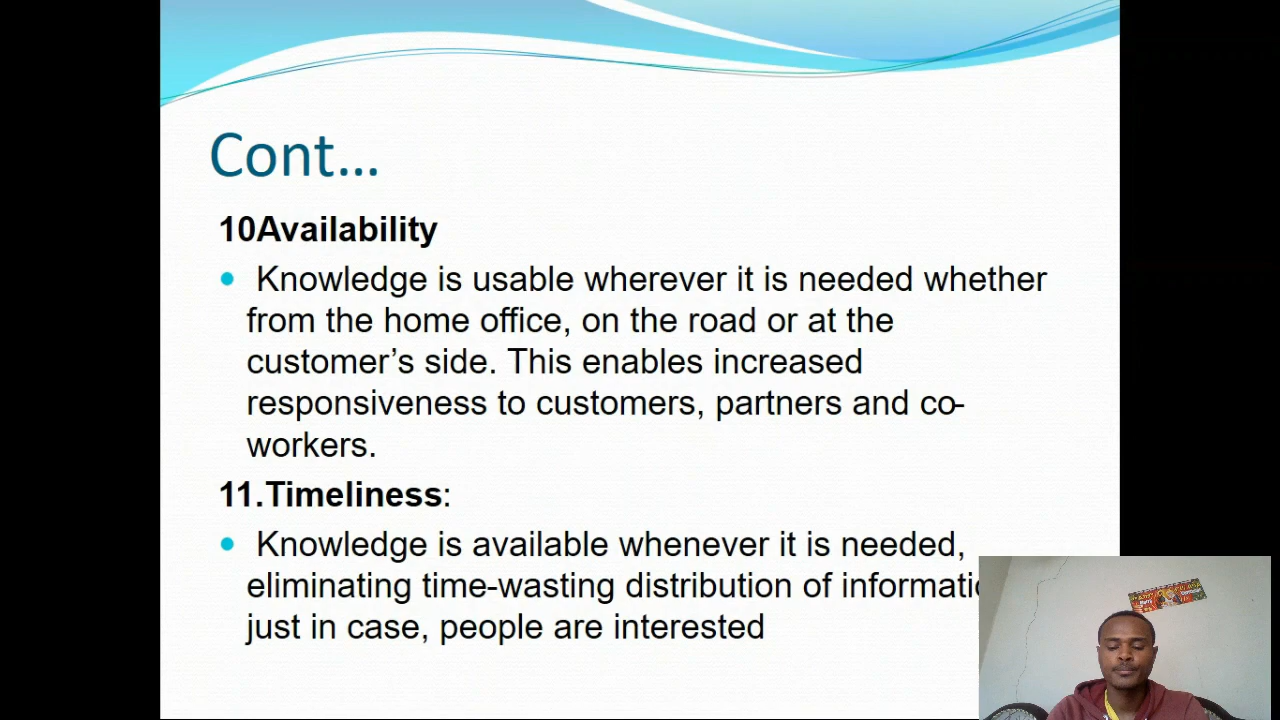 Cont...
10Availability
Knowledge is usable wherever it is needed whether
from the home office, on the road or at the
customer's side. This enables increased
responsiveness to customers, partners and co-
workers.
11.Timeliness:
Knowledge is available whenever it is needed,
eliminating time-wasting distribution of
just in case, people are interested